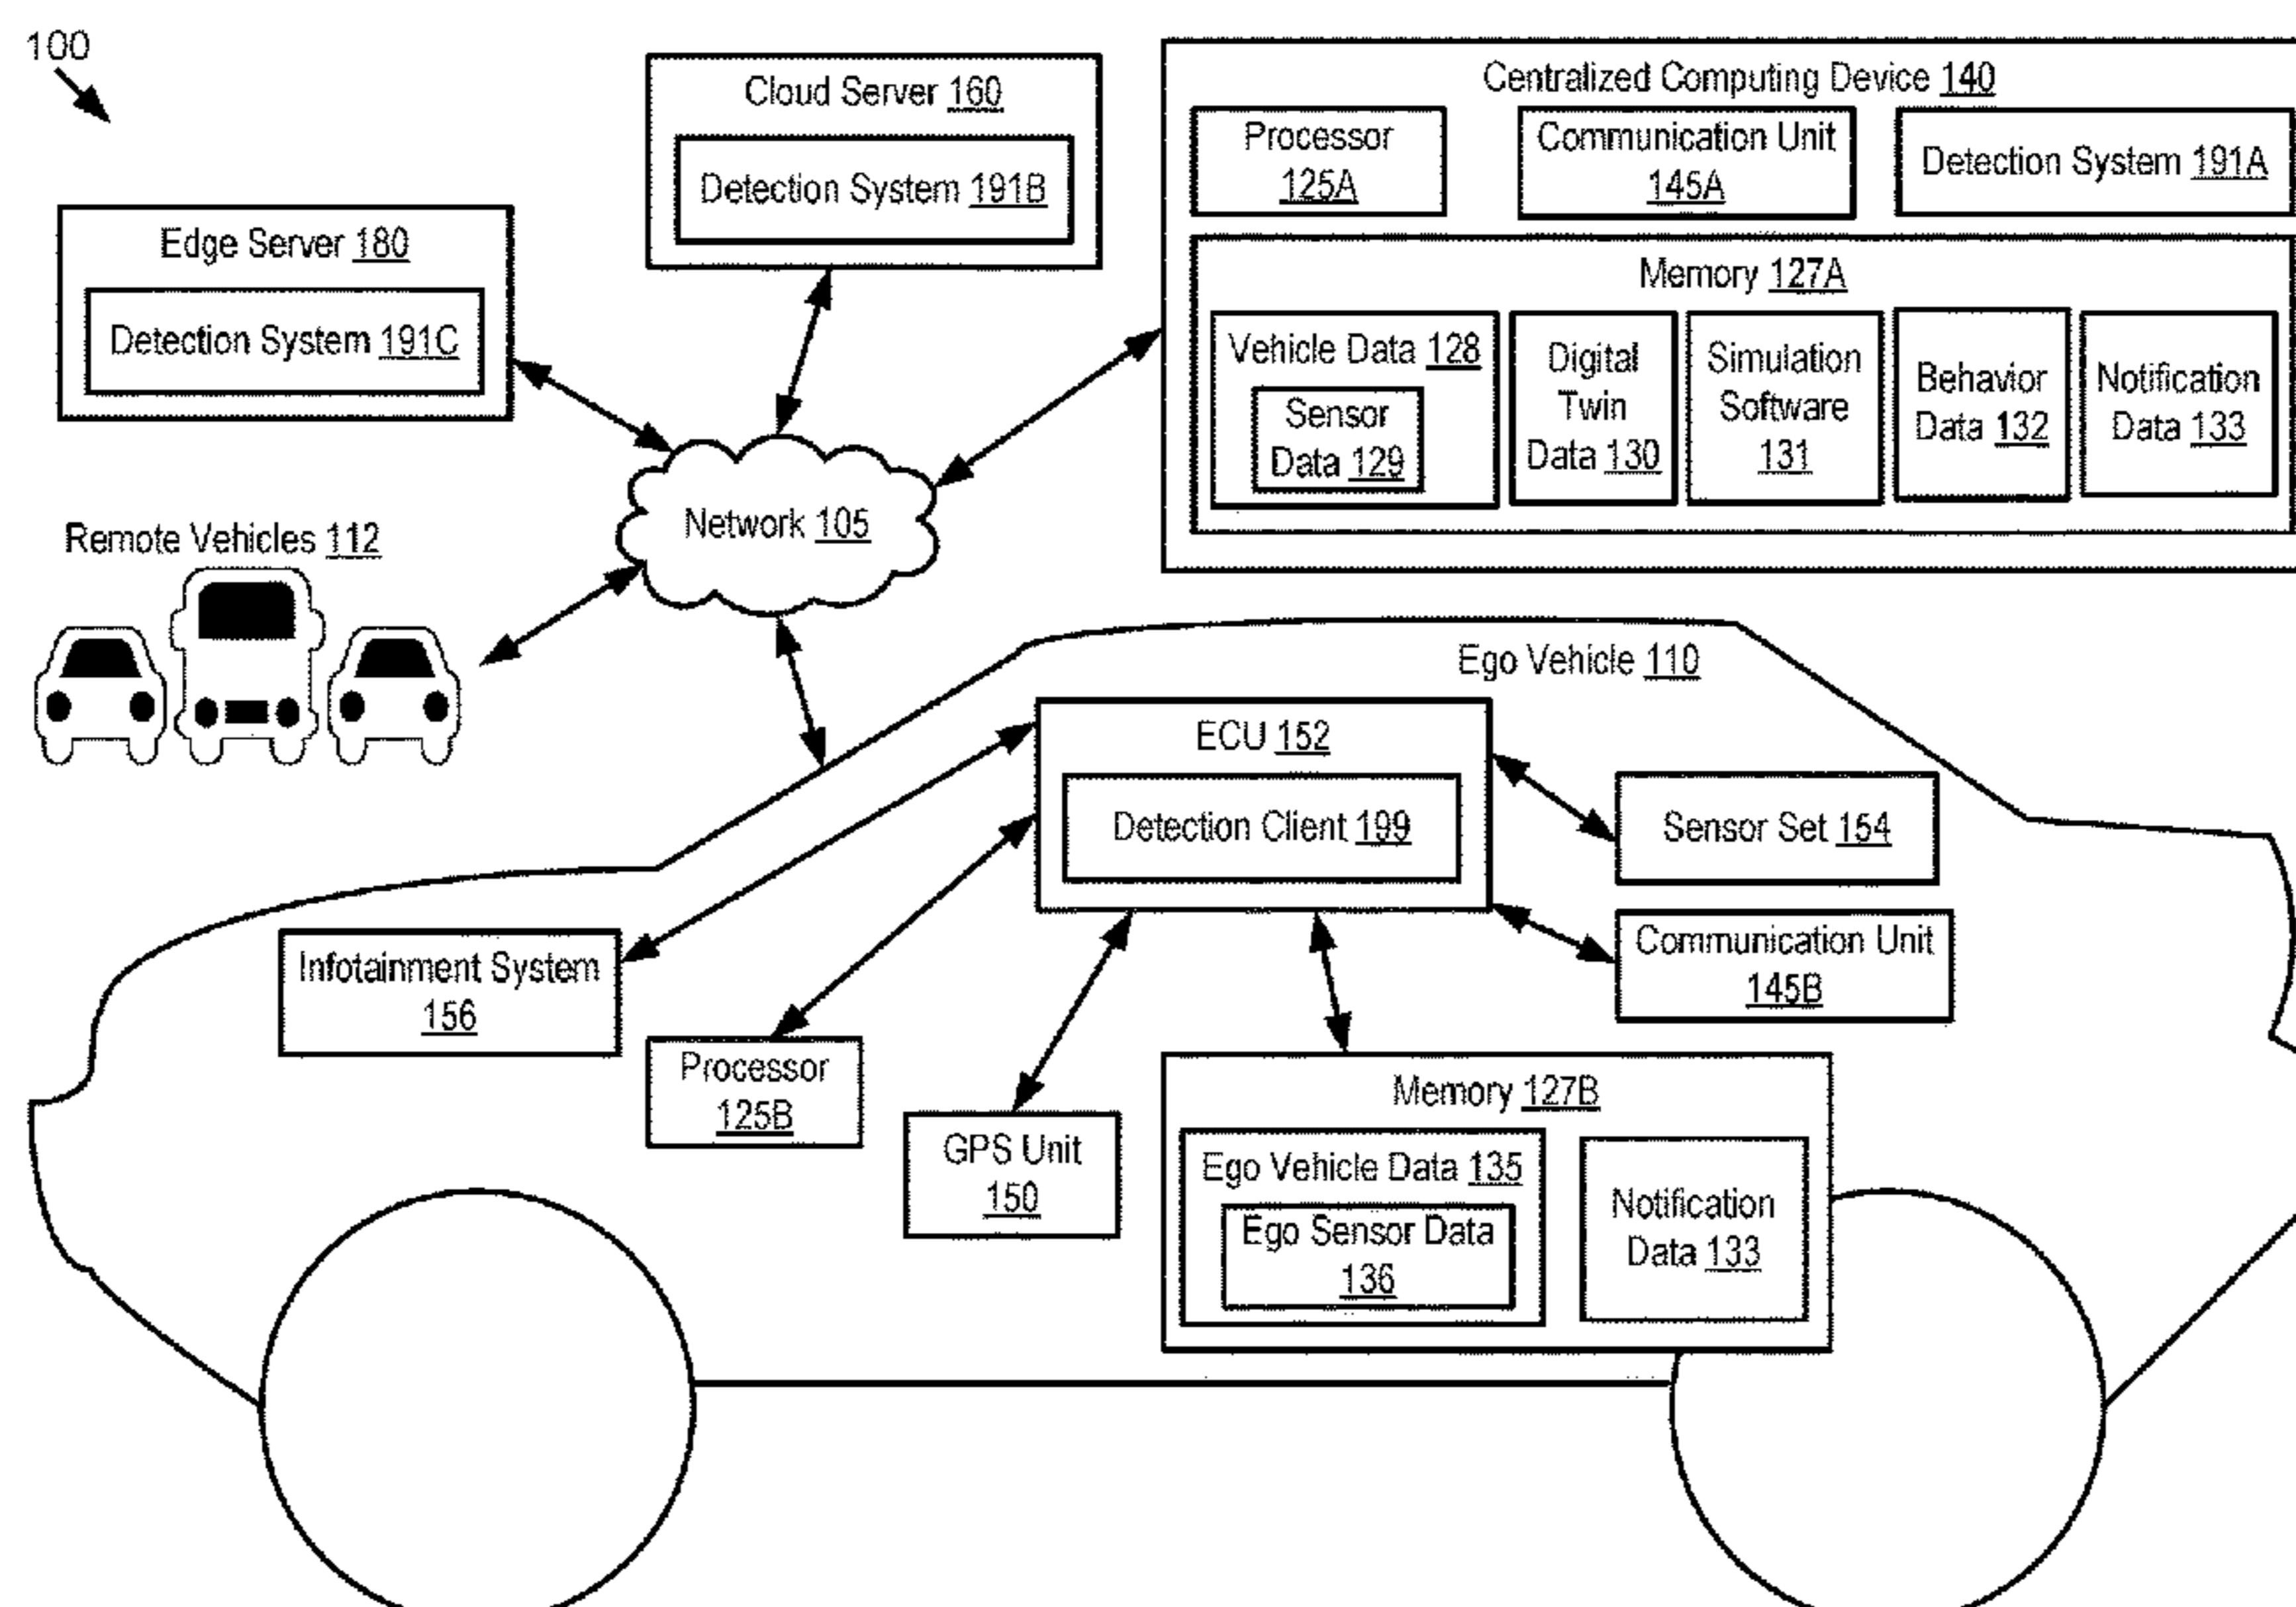 100
Cloud Server 160
Detection System 191B
Edge Server 180
Detection System 191C
Centralized Computing Device 140
Processor
125A
Communication Unit
145A
Detection System 191A
Memory 127A
Vehicle Data 128
Sensor
Data 129
Digital
Twin
Data 130
Simulation
Software
131
Behavior
Data 132
Notification
Data 133
Network 105
Remote Vehicles 112
Ego Vehicle 110
ECU 152
Detection Client 199
Sensor Set 154
Communication Unit
145B
Infotainment System
156
Processor
125B
GPS Unit
150
Memory 127B
Ego Vehicle Data 135
Ego Sensor Data
136
Notification
Data 133